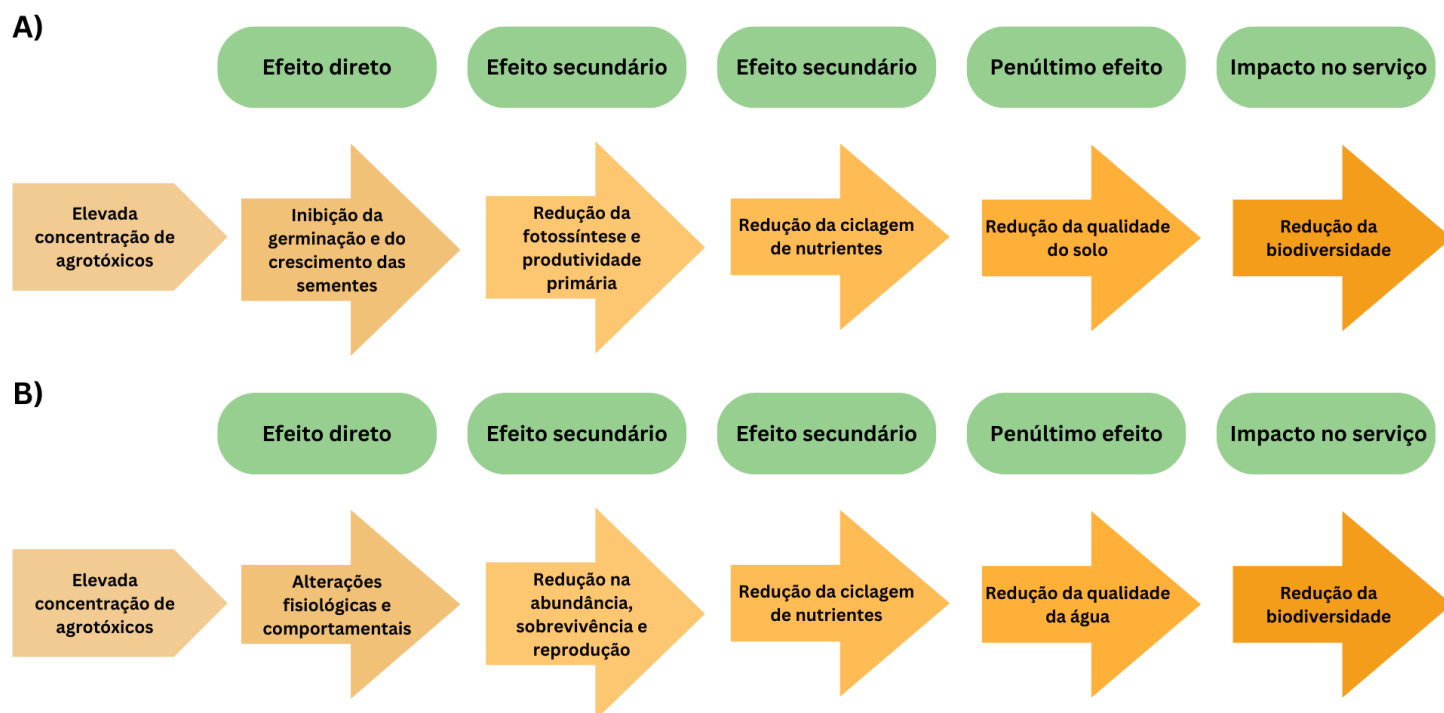 A)
Efeito direto
Efeito secundário
Efeito secundário
Penúltimo efeito
Impacto no serviço
Elevada
concentração de
agrotóxicos
Inibição da
germinação e do
crescimento das
sementes
Redução da
fotossíntese e
produtividade
primária
Redução da ciclagem
de nutrientes
Redução da qualidade
do solo
Redução da
biodiversidade
B)
Efeito direto
Efeito secundário
Efeito secundário
Penúltimo efeito
Impacto no serviço
Elevada
concentração de
agrotóxicos
Alterações
fisiológicas e
comportamentais
Redução na
abundância,
sobrevivência e
reprodução
Redução da ciclagem
de nutrientes
Redução da qualidade
da água
Redução da
biodiversidade